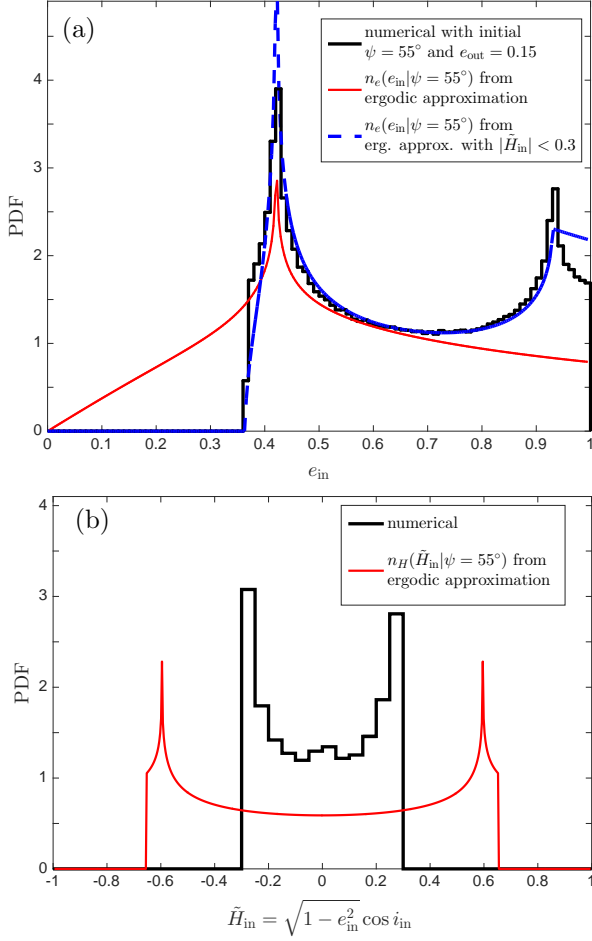 (a)
numerical with initial
ψ = 55° and e_out = 0.15
n_e(e_in|ψ = 55°) from
ergodic approximation
n_e(e_in|ψ = 55°) from
erg. approx. with |H̃_in| < 0.3
PDF
4
3
2
1
0
0 0.1 0.2 0.3 0.4 0.5 0.6 0.7 0.8 0.9 1
e_in
(b)
numerical
n_H(H̃_in|ψ = 55°) from
ergodic approximation
PDF
4
3
2
1
0
-1 -0.8 -0.6 -0.4 -0.2 0 0.2 0.4 0.6 0.8 1
H̃_in = √(1 − e_in²) cos i_in